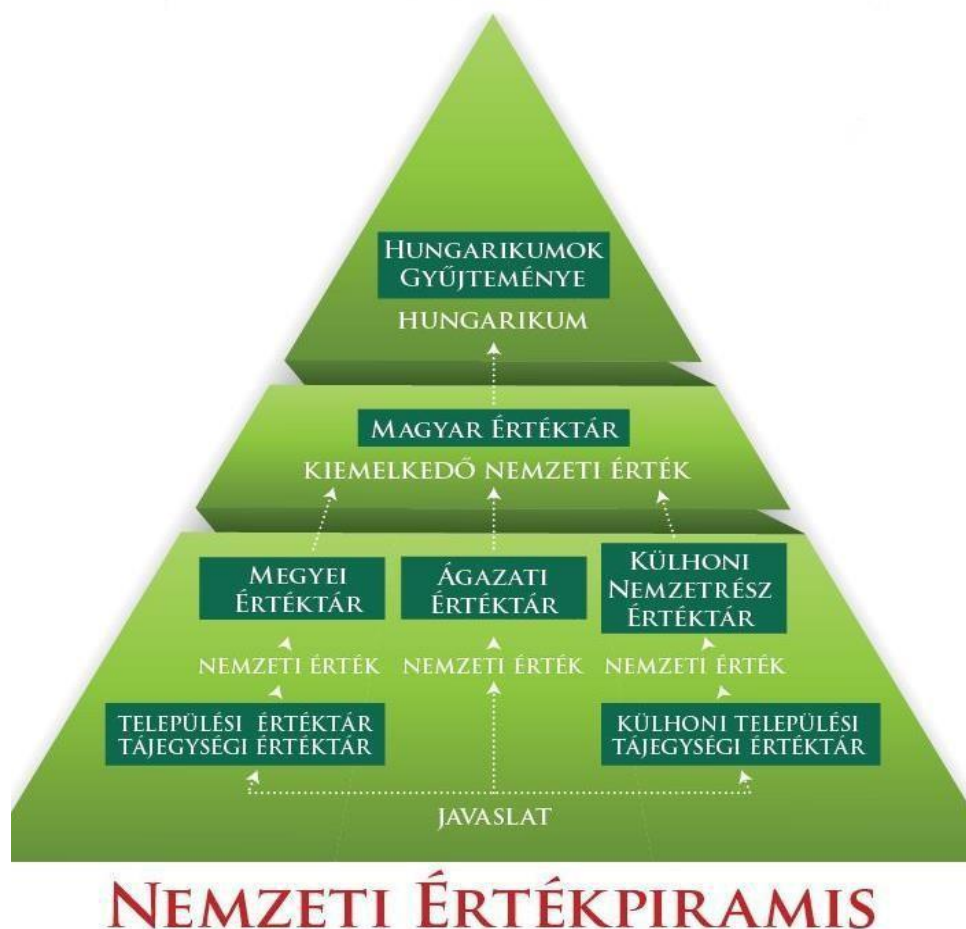 HUNGARIKUMOK
GYŰJTEMÉNYE
HUNGARIKUM
MAGYAR ÉRTÉKTÁR
KIEMELKEDŐ NEMZETI ÉRTÉK
MEGYEI
ÉRTÉKTÁR
ÁGAZATI
ÉRTÉKTÁR
KÜLHONI
NEMZETRÉSZ
ÉRTÉKTÁR
NEMZETI ÉRTÉK
NEMZETI ÉRTÉK
NEMZETI ÉRTÉK
TELEPÜLÉSI ÉRTÉKTÁR
TÁJEGYSÉGI ÉRTÉKTÁR
KÜLHONI TELEPÜLÉSI
TÁJEGYSÉGI ÉRTÉKTÁR
JAVASLAT
NEMZETI ÉRTÉKPIRAMIS